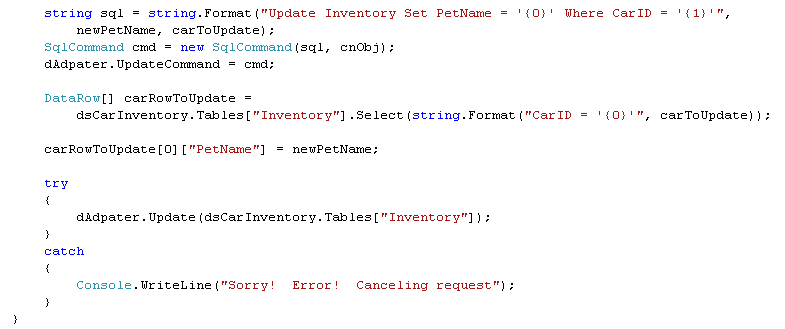 string sql = string.Format("Update Inventory Set PetName = '{0}' Where CarID = '{1}'",
newPetName, carToUpdate);
SqlCommand cmd = new SqlCommand(sql, cnObj);
dAdpater.UpdateCommand = cmd;
DataRow[] carRowToUpdate =
dsCarInventory.Tables["Inventory"].Select(string.Format("CarID = '{0}'", carToUpdate));
carRowToUpdate[0]["PetName"] = newPetName;
try
{
dAdpater.Update(dsCarInventory.Tables["Inventory"]);
}
catch
{
Console.WriteLine("Sorry!  Error!  Canceling request");
}
}